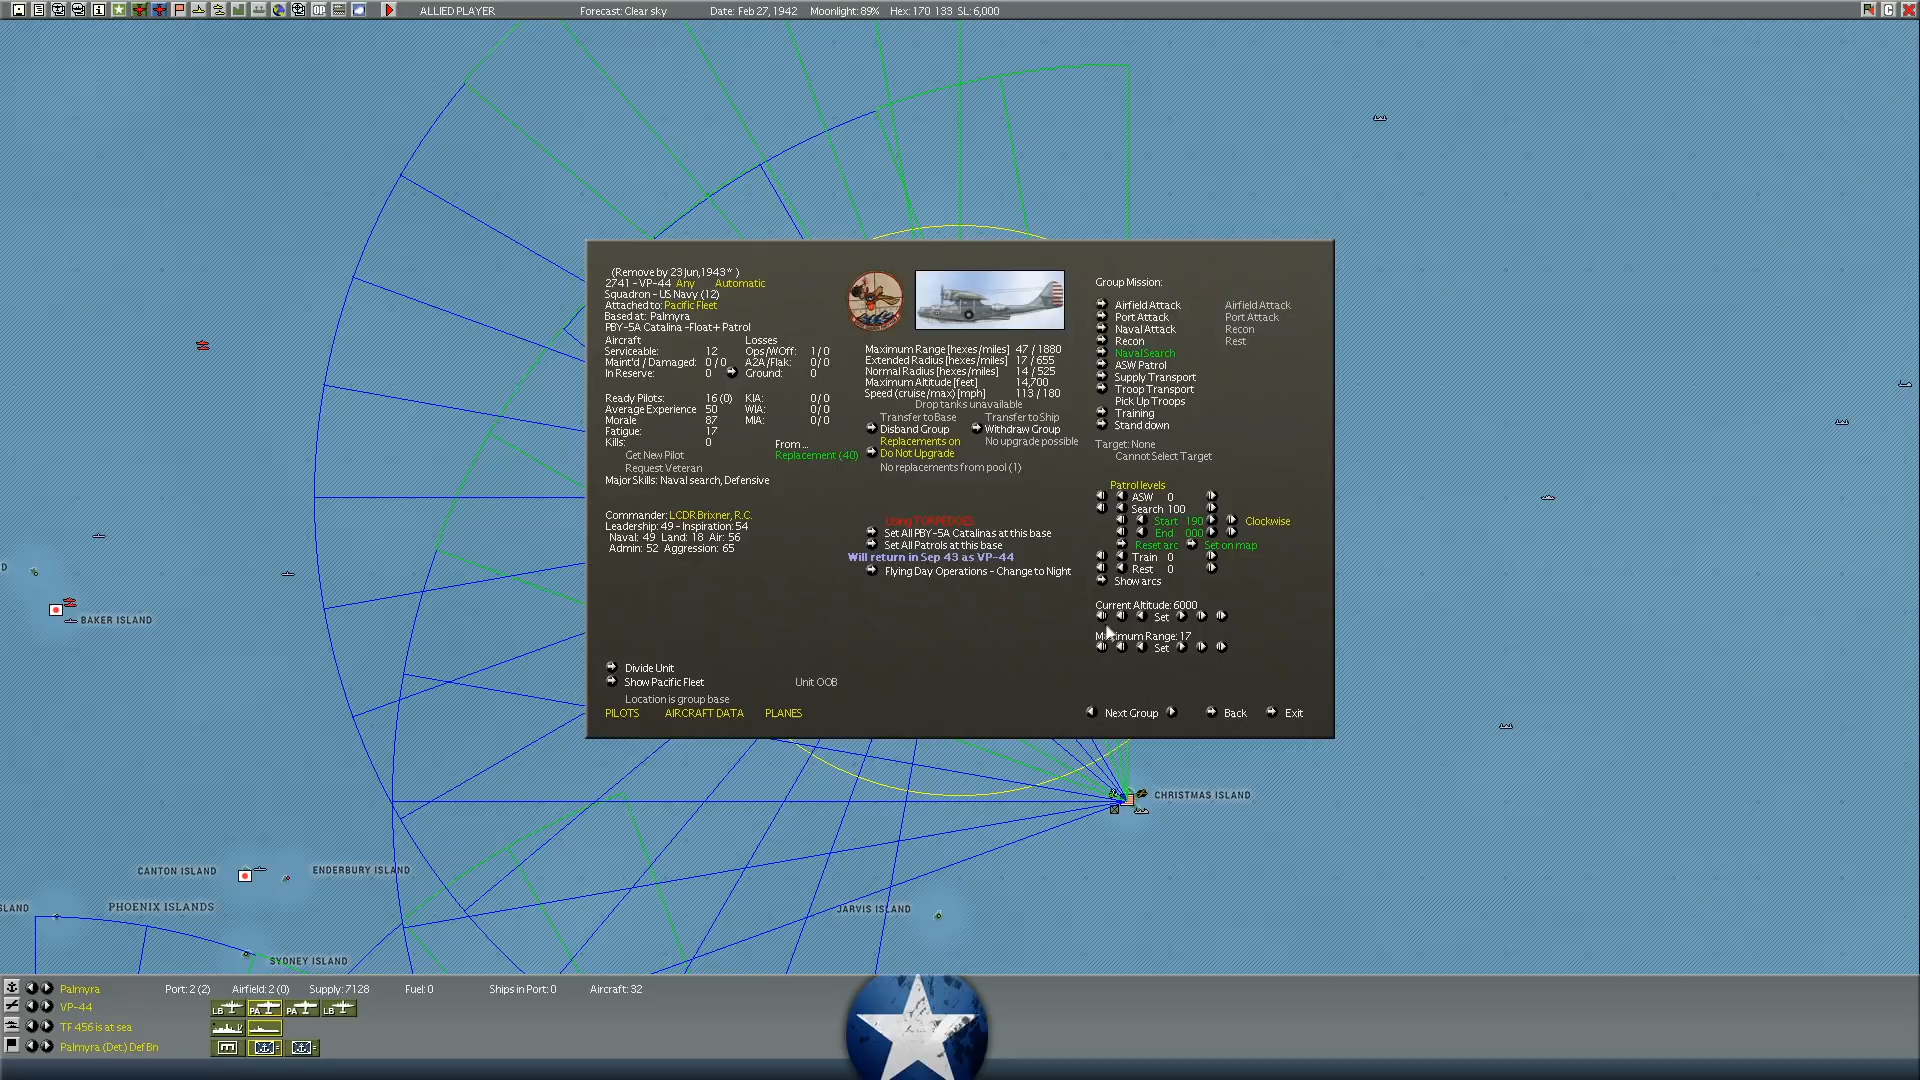 ALLIED PLAYER
Forecast: Clear sky
Date: Feb 27, 1942
Moonlight: 89%
Hex: 170 133 SL: 6,000
(Remove by 23 Jun,1943* )
2741 - VP-44 Any Automatic
Squadron - US Navy (12)
Attached to: Pacific Fleet
Based at: Palmyra
PBY-5A Catalina -Float+ Patrol
Aircraft Losses
Serviceable: 12 Ops/WOff: 1/0
Maint'd / Damaged: 0 / 0 A2A/Flak: 0/0
In Reserve: 0 Ground: 0
Ready Pilots: 16 (0) KIA: 0/0
Average Experience 50 WIA: 0/0
Morale 87 MIA: 0/0
Fatigue: 17
Kills: 0 From ...
Get New Pilot Replacement (40)
Request Veteran
Major Skills: Naval search, Defensive
Commander: LCDR Brixner, R.C.
Leadership: 49 - Inspiration: 54
Naval: 49 Land: 18 Air: 56
Admin: 52 Aggression: 65
Divide Unit
Show Pacific Fleet Unit OOB
Location is group base
PILOTS AIRCRAFT DATA PLANES
Maximum Range [hexes/miles] 47 / 1880
Extended Radius [hexes/miles] 17 / 655
Normal Radius [hexes/miles] 14 / 525
Maximum Altitude [feet] 14,700
Speed (cruise/max) [mph] 113 / 180
Drop tanks unavailable
Transfer to Base Transfer to Ship
Disband Group Withdraw Group
Replacements on No upgrade possible
Do Not Upgrade
No replacements from pool (1)
Using TORPEDOES
Set All PBY-5A Catalinas at this base
Set All Patrols at this base
Will return in Sep 43 as VP-44
Flying Day Operations - Change to Night
Group Mission:
Airfield Attack Airfield Attack
Port Attack Port Attack
Naval Attack Recon
Recon Rest
Naval Search
ASW Patrol
Supply Transport
Troop Transport
Pick Up Troops
Training
Stand down
Target: None
Cannot Select Target
Patrol levels
ASW 0
Search 100
Start 190 Clockwise
End 000
Reset arc Set on map
Train 0
Rest 0
Show arcs
Current Altitude: 6000
Set
Maximum Range: 17
Set
Next Group Back Exit
BAKER ISLAND
CHRISTMAS ISLAND
CANTON ISLAND
ENDERBURY ISLAND
PHOENIX ISLANDS
JARVIS ISLAND
SYDNEY ISLAND
Palmyra Port: 2 (2) Airfield: 2 (0) Supply: 7128 Fuel: 0 Ships in Port: 0 Aircraft: 32
VP-44 LB PA PA LB
TF 456 is at sea
Palmyra (Det.) Def Bn